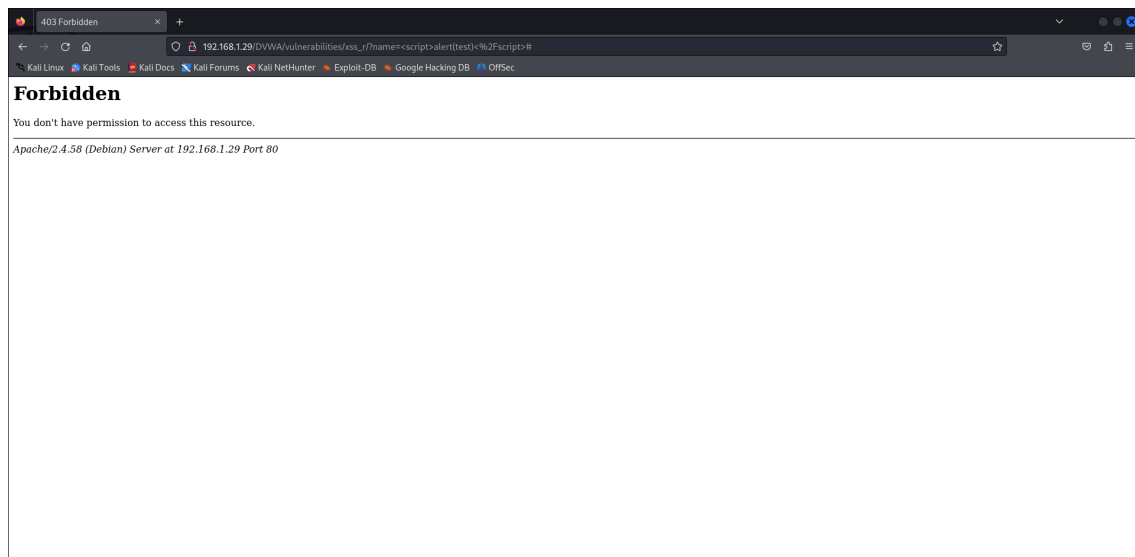 403 Forbidden
192.168.1.29/DVWA/vulnerabilities/xss_r/?name=<script>alert(test)<%2Fscript>#
Kali Linux Kali Tools Kali Docs Kali Forums Kali NetHunter Exploit-DB Google Hacking DB OffSec
Forbidden
You don't have permission to access this resource.
Apache/2.4.58 (Debian) Server at 192.168.1.29 Port 80